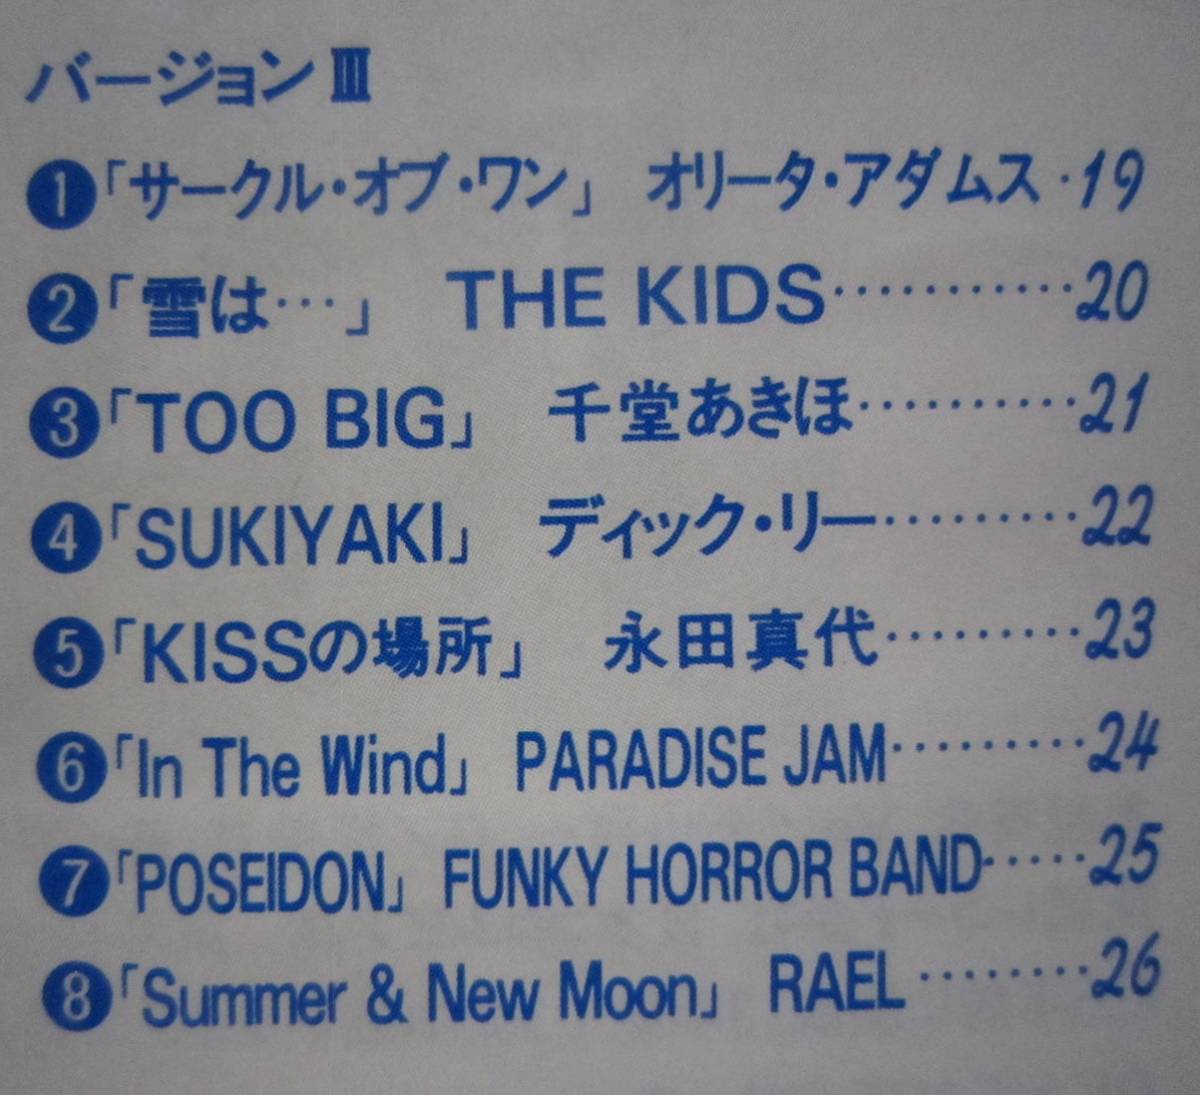 バージョンⅢ
❶「サークル・オブ・ワン」 オリータ・アダムス・19
❷「雪は…」 THE KIDS…………20
❸「TOO BIG」 千堂あきほ…………21
❹「SUKIYAKI」 ディック・リー………22
❺「KISSの場所」 永田真代………23
❻「In The Wind」 PARADISE JAM………24
❼「POSEIDON」 FUNKY HORROR BAND……25
❽「Summer & New Moon」 RAEL………26